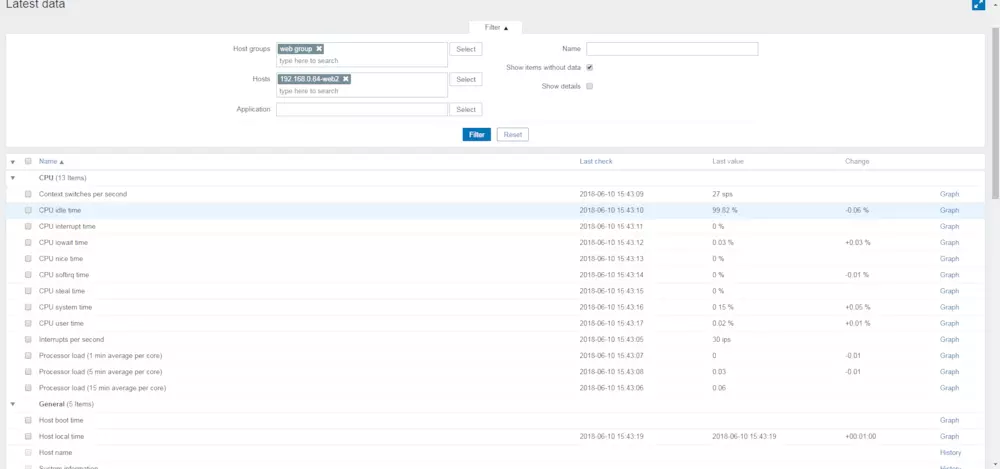 Latest data
Filter ▲
Host groups web group ✖ Select Name
type here to search
Show items without data
Hosts 192.168.0.64-web2 ✖ Select
type here to search Show details
Application Select
Filter Reset
▼ Name ▲ Last check Last value Change
▼ CPU (13 Items)
Context switches per second 2018-06-10 15:43:09 27 sps Graph
CPU idle time 2018-06-10 15:43:10 99.82 % -0.06 % Graph
CPU interrupt time 2018-06-10 15:43:11 0 % Graph
CPU iowait time 2018-06-10 15:43:12 0.03 % +0.03 % Graph
CPU nice time 2018-06-10 15:43:13 0 % Graph
CPU softirq time 2018-06-10 15:43:14 0 % -0.01 % Graph
CPU steal time 2018-06-10 15:43:15 0 % Graph
CPU system time 2018-06-10 15:43:16 0.15 % +0.05 % Graph
CPU user time 2018-06-10 15:43:17 0.02 % +0.01 % Graph
Interrupts per second 2018-06-10 15:43:05 30 ips Graph
Processor load (1 min average per core) 2018-06-10 15:43:07 0 -0.01 Graph
Processor load (5 min average per core) 2018-06-10 15:43:08 0.03 -0.01 Graph
Processor load (15 min average per core) 2018-06-10 15:43:06 0.06 Graph
▼ General (5 Items)
Host boot time Graph
Host local time 2018-06-10 15:43:19 2018-06-10 15:43:19 +00:01:00 Graph
Host name History
System information History